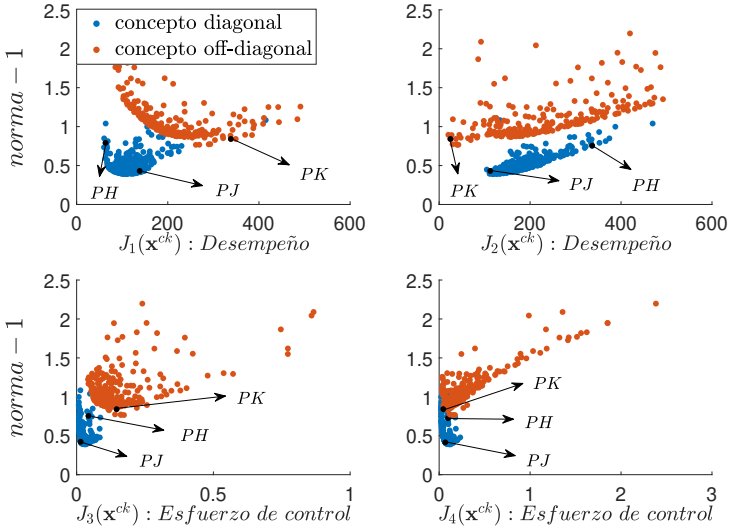 concepto diagonal
concepto off-diagonal
norma − 1
2.5
2
1.5
1
0.5
0
0 200 400 600
PH
PJ
PK
J₁(x^{ck}) : Desempeño
2.5
2
1.5
1
0.5
0
0 200 400 600
PK
PJ
PH
J₂(x^{ck}) : Desempeño
norma − 1
2.5
2
1.5
1
0.5
0
0 0.5 1
PK
PH
PJ
J₃(x^{ck}) : Esfuerzo de control
2.5
2
1.5
1
0.5
0
0 1 2 3
PK
PH
PJ
J₄(x^{ck}) : Esfuerzo de control